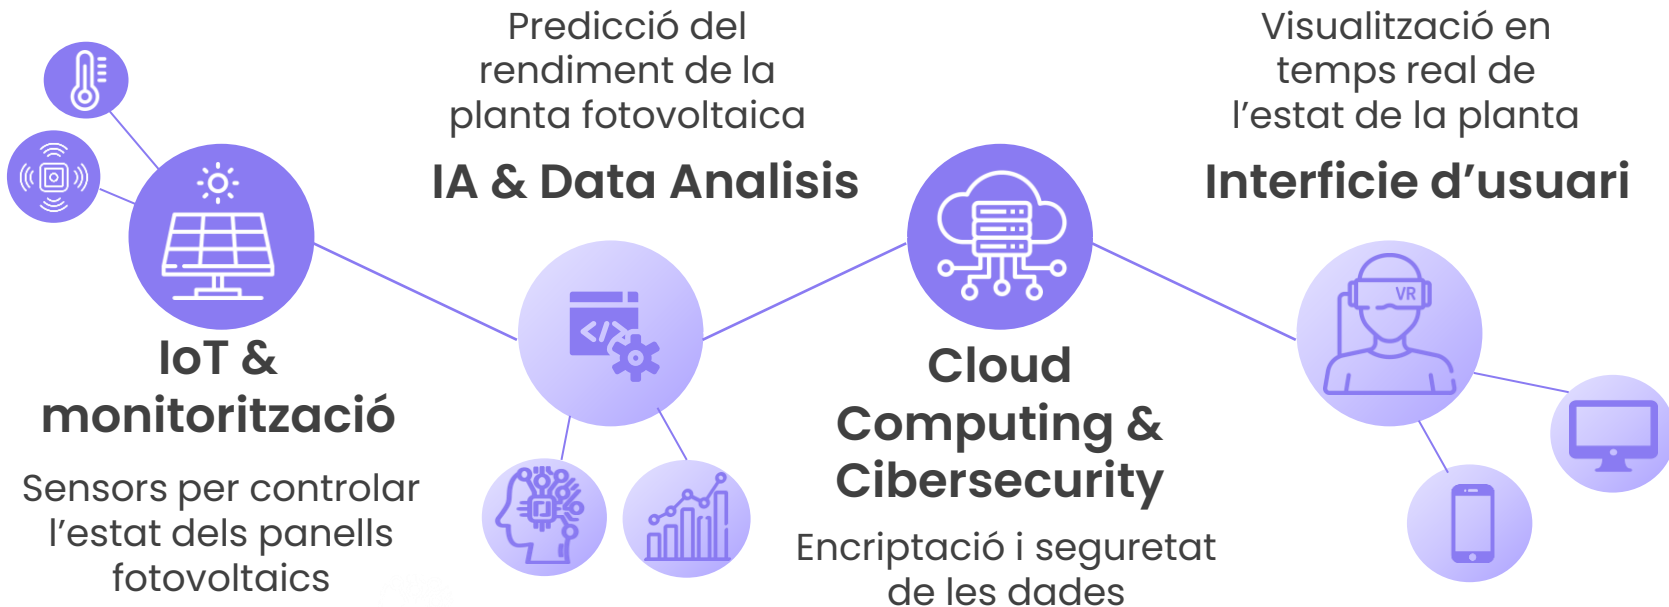 IoT &
monitorització
Sensors per controlar
l’estat dels panells
fotovoltaics
Predicció del
rendiment de la
planta fotovoltaica
IA & Data Analisis
</>
Cloud
Computing &
Cibersecurity
Encriptació i seguretat
de les dades
Visualització en
temps real de
l’estat de la planta
Interficie d’usuari
VR